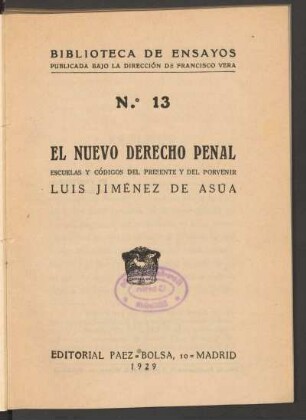 BIBLIOTECA DE ENSAYOS
PUBLICADA BAJO LA DIRECCIÓN DE FRANCISCO VERA
N.º 13
EL NUEVO DERECHO PENAL
ESCUELAS Y CÓDIGOS DEL PRESENTE Y DEL PORVENIR
LUIS JIMÉNEZ DE ASÚA
EDITORIAL PAEZ-BOLSA, 10-MADRID
1929